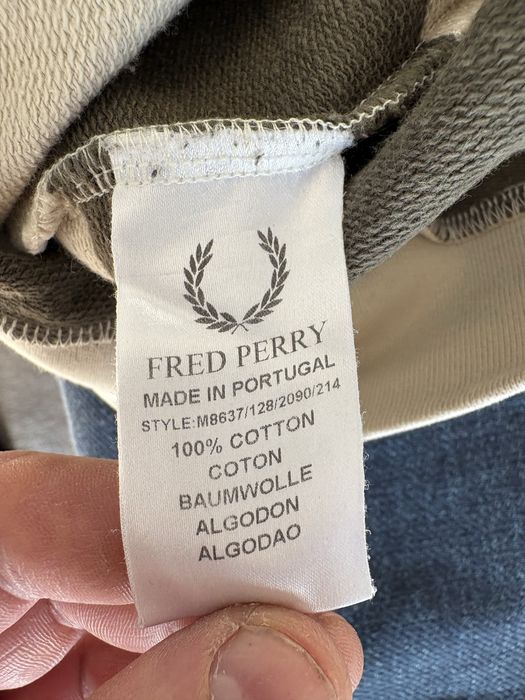 FRED PERRY
MADE IN PORTUGAL
STYLE:M8637/128/2090/214
100% COTTON
COTON
BAUMWOLLE
ALGODON
ALGODAO